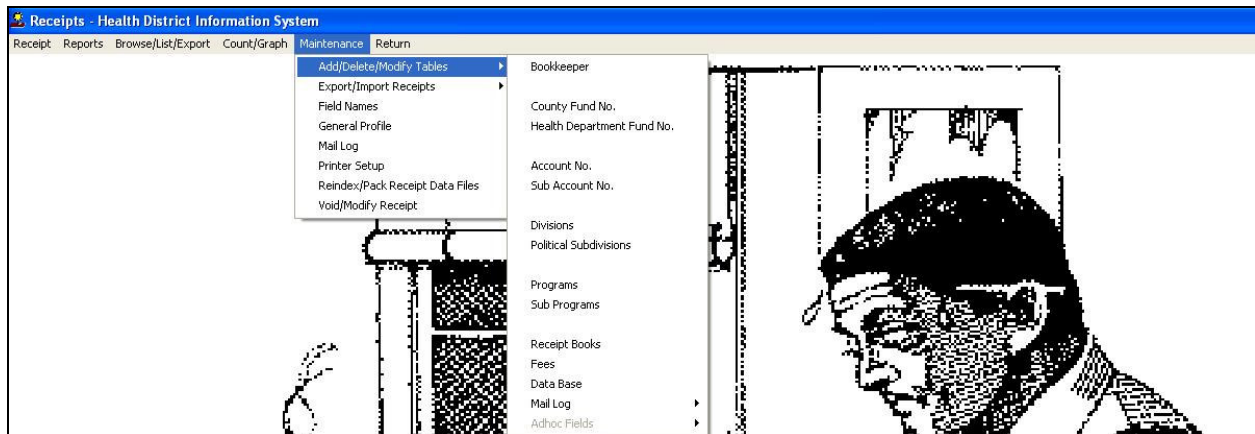 Receipts - Health District Information System
Receipt Reports Browse/List/Export Count/Graph Maintenance Return
Add/Delete/Modify Tables
Export/Import Receipts
Field Names
General Profile
Mail Log
Printer Setup
Reindex/Pack Receipt Data Files
Void/Modify Receipt
Bookkeeper
County Fund No.
Health Department Fund No.
Account No.
Sub Account No.
Divisions
Political Subdivisions
Programs
Sub Programs
Receipt Books
Fees
Data Base
Mail Log
Adhoc Fields